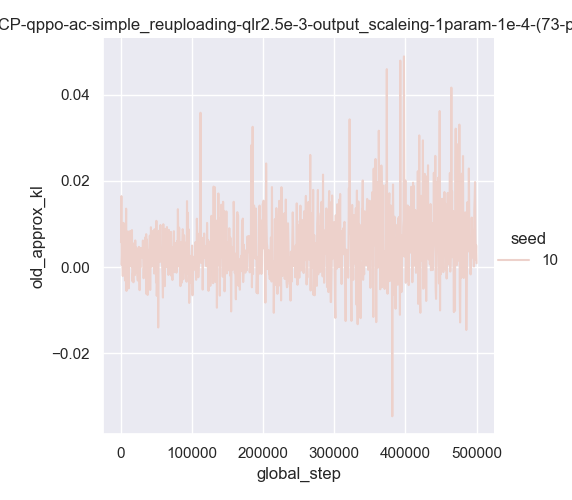 CP-qppo-ac-simple_reuploading-qlr2.5e-3-output_scaleing-1param-1e-4-(73-p
old_approx_kl
0.04
0.02
0.00
−0.02
0 100000 200000 300000 400000 500000
global_step
seed
10